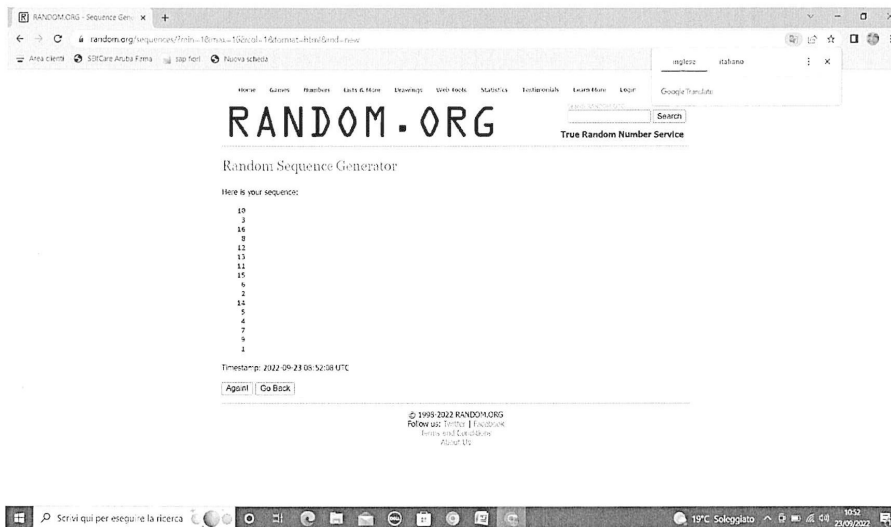 RANDOM.ORG - Sequence Gene
random.org/sequences/?min=1&max=16&col=1&format=html&rnd=new
Area clienti SBICare Aruba Firma sap fiori Nuova scheda
inglese italiano
Google Translate
Home Games Numbers Lists & More Drawings Web Tools Statistics Testimonials Learn More Login
RANDOM.ORG
Search
True Random Number Service
Random Sequence Generator
Here is your sequence:
10
3
16
8
12
13
11
15
6
2
14
5
4
7
9
1
Timestamp: 2022-09-23 08:52:08 UTC
Again! Go Back
© 1998-2022 RANDOM.ORG
Follow us: Twitter | Facebook
Terms and Conditions
About Us
Scrivi qui per eseguire la ricerca
19°C Soleggiato
10:52
23/09/2022